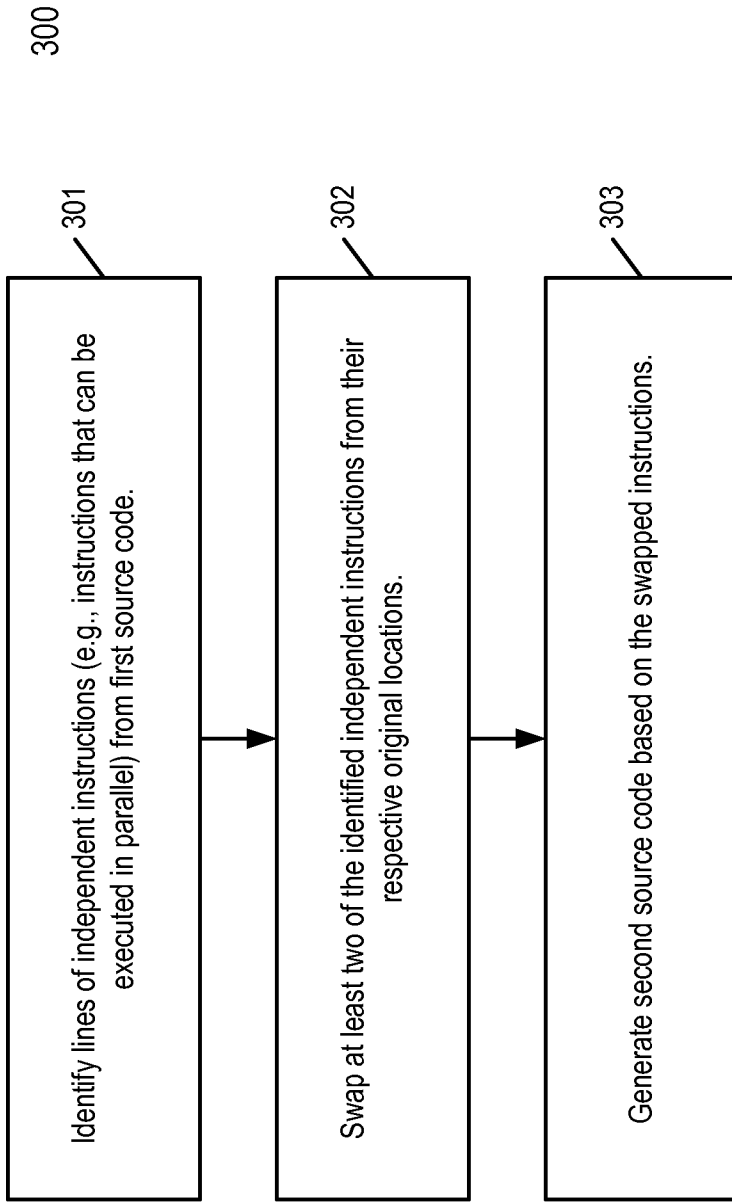 300
301
Identify lines of independent instructions (e.g., instructions that can be
executed in parallel) from first source code.
302
Swap at least two of the identified independent instructions from their
respective original locations.
303
Generate second source code based on the swapped instructions.